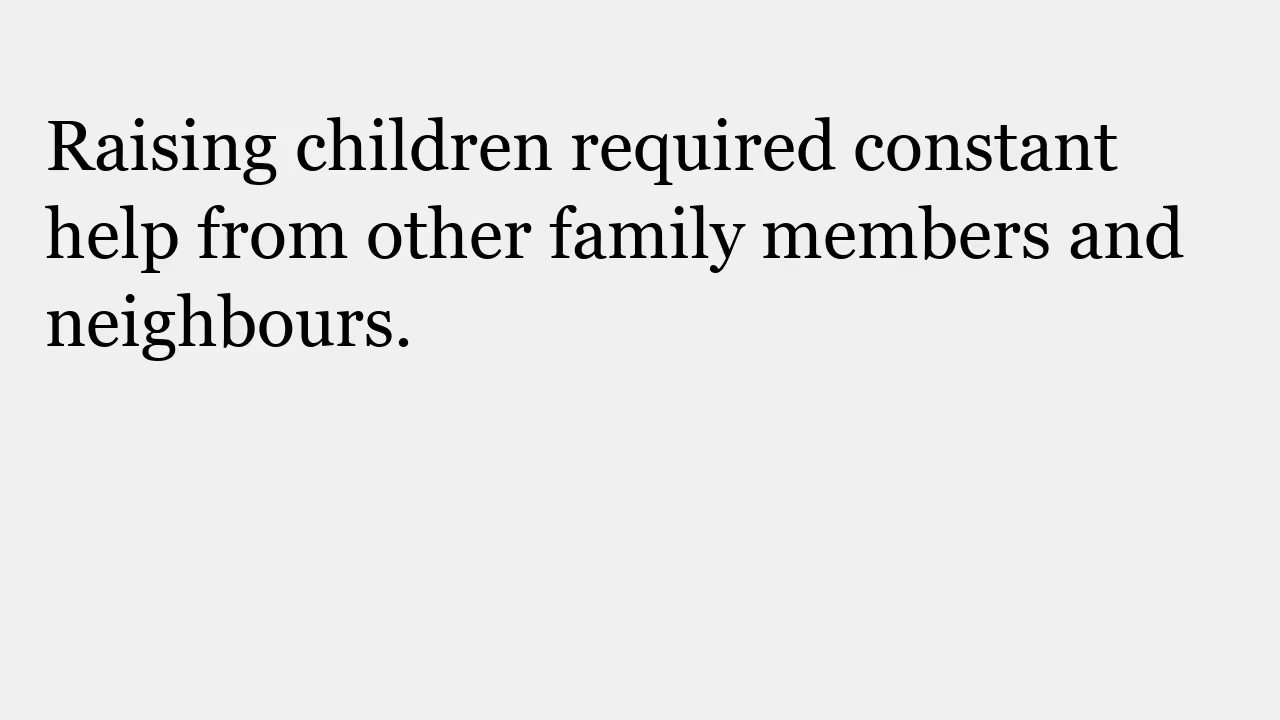 Raising children required constant
help from other family members and
neighbours.